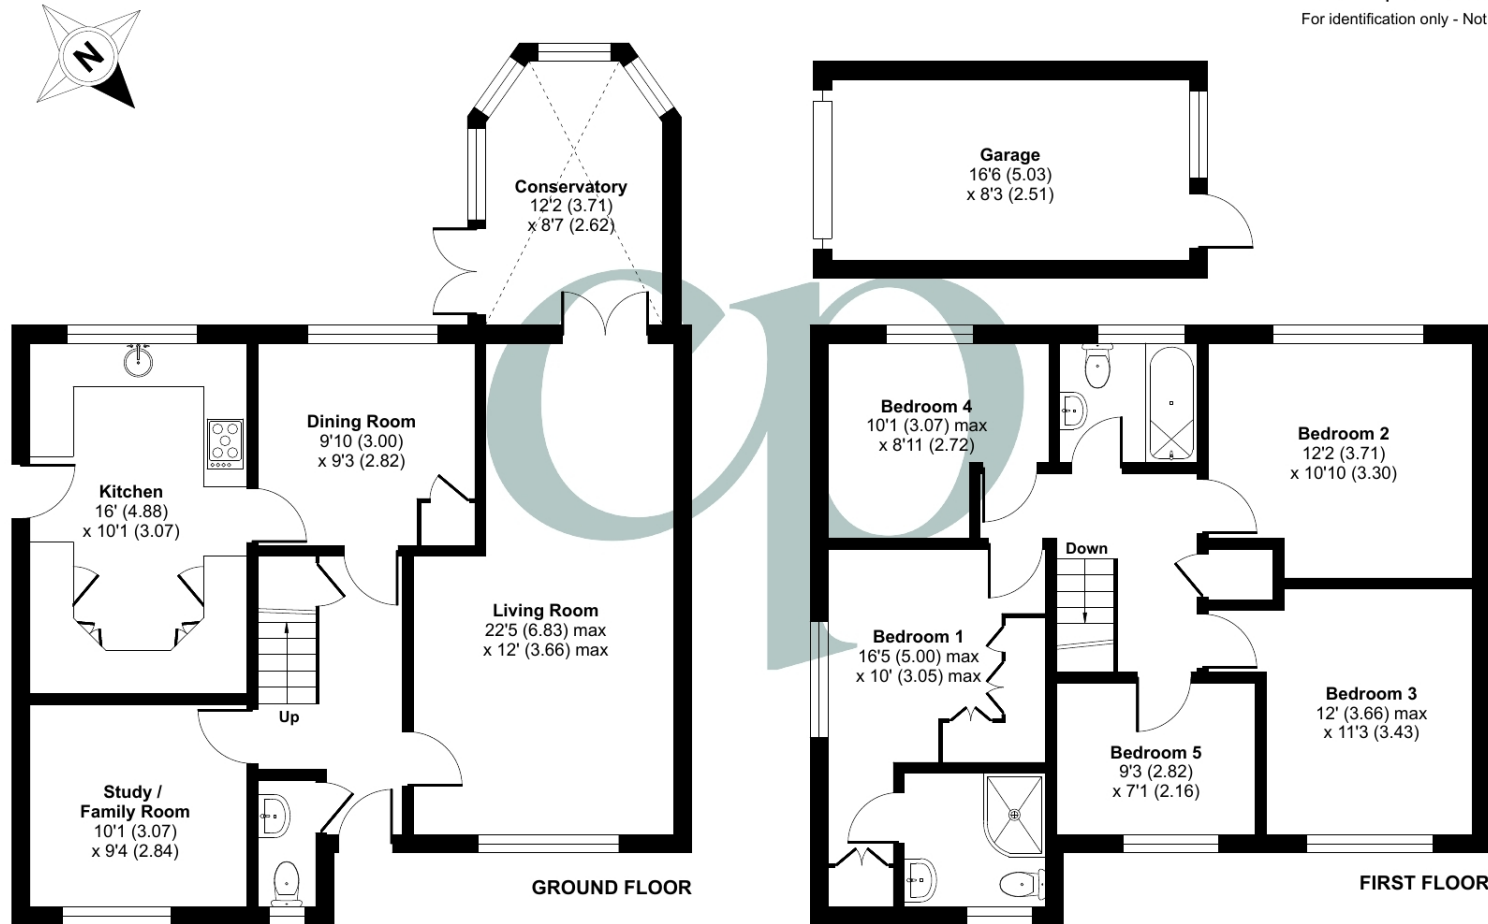 For identification only - Not
N
Conservatory
12'2 (3.71)
x 8'7 (2.62)
Garage
16'6 (5.03)
x 8'3 (2.51)
cp
Kitchen
16' (4.88)
x 10'1 (3.07)
Dining Room
9'10 (3.00)
x 9'3 (2.82)
Living Room
22'5 (6.83) max
x 12' (3.66) max
Up
Study /
Family Room
10'1 (3.07)
x 9'4 (2.84)
GROUND FLOOR
Bedroom 4
10'1 (3.07) max
x 8'11 (2.72)
Bedroom 2
12'2 (3.71)
x 10'10 (3.30)
Down
Bedroom 1
16'5 (5.00) max
x 10' (3.05) max
Bedroom 3
12' (3.66) max
x 11'3 (3.43)
Bedroom 5
9'3 (2.82)
x 7'1 (2.16)
FIRST FLOOR